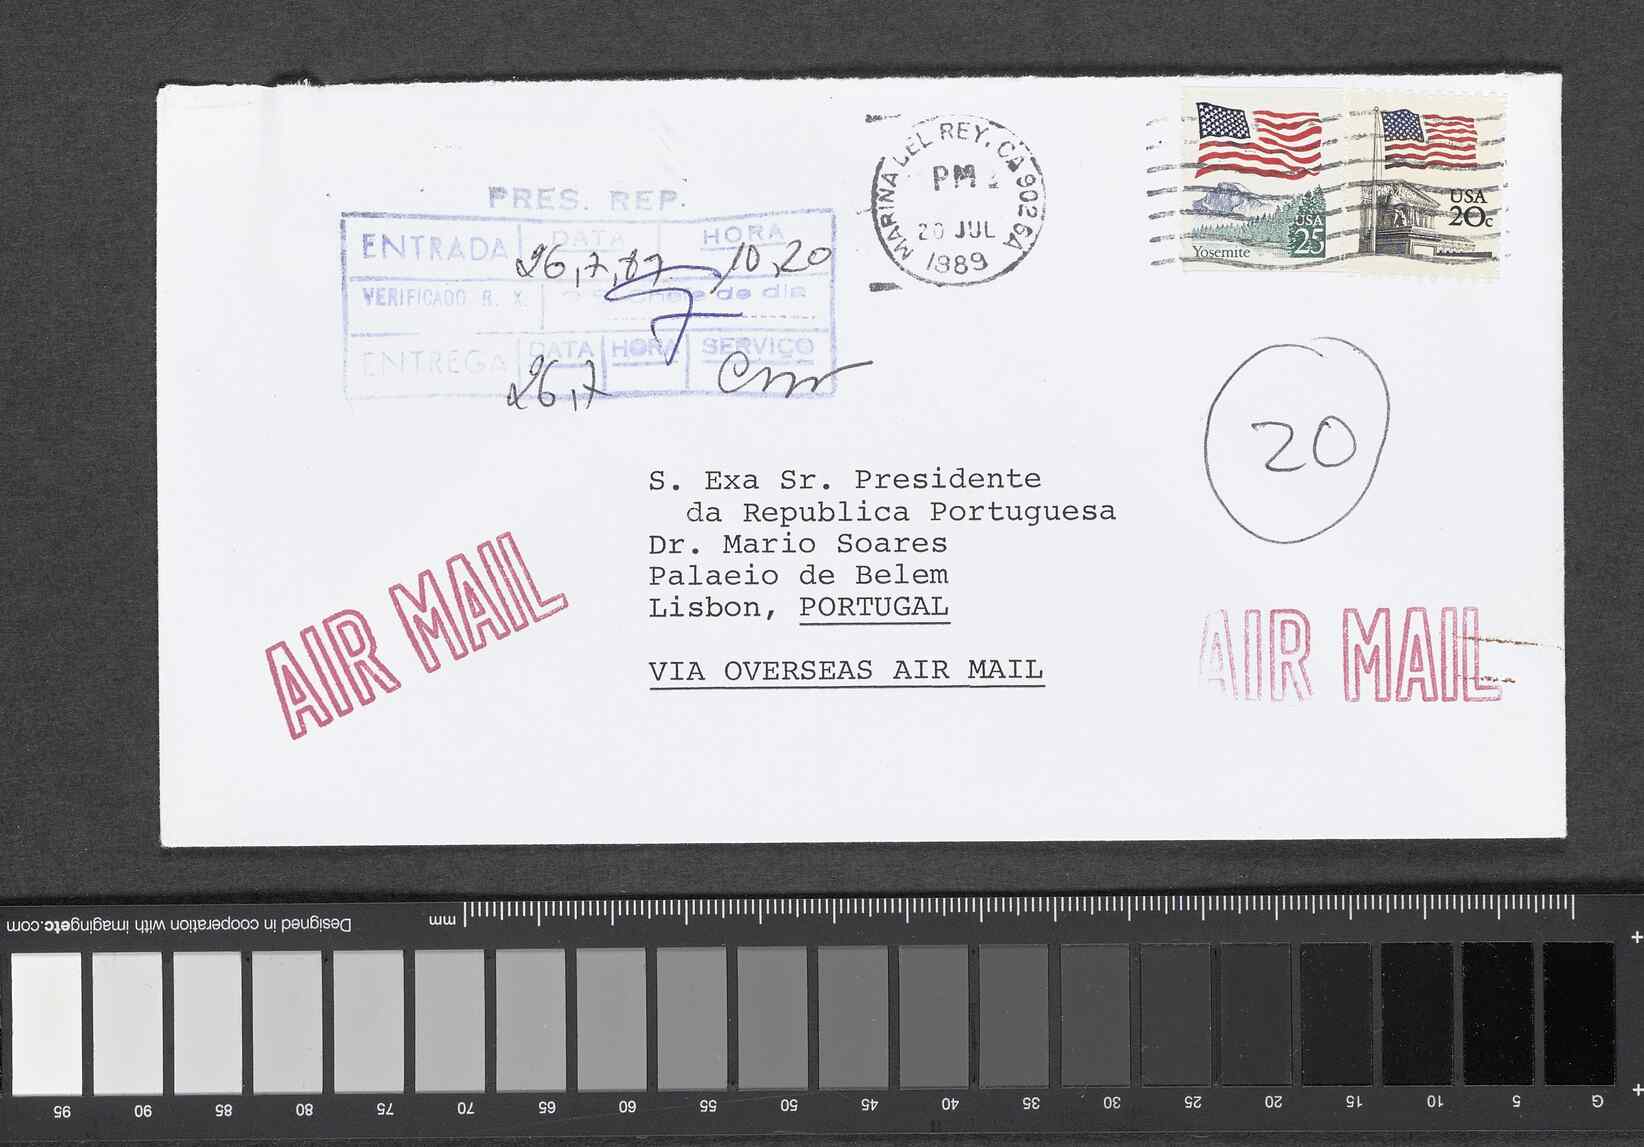 PRES. REP.
ENTRADA DATA HORA
26,7,87 10,20
VERIFICADO R. X. de dia
ENTREGA DATA HORA SERVIÇO
26,7
MARINA DEL REY, CA 90264
PM
20 JUL
1989
Yosemite
USA
25
USA
20c
20
S. Exa Sr. Presidente
da Republica Portuguesa
Dr. Mario Soares
Palaeio de Belem
Lisbon, PORTUGAL
VIA OVERSEAS AIR MAIL
AIR MAIL
AIR MAIL
mm
Designed in cooperation with imagingetc.com
95 90 85 80 75 70 65 60 55 50 45 40 35 30 25 20 15 10 5 G